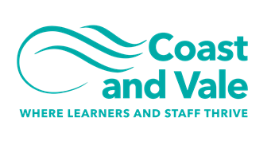 Coast
and Vale
WHERE LEARNERS AND STAFF THRIVE